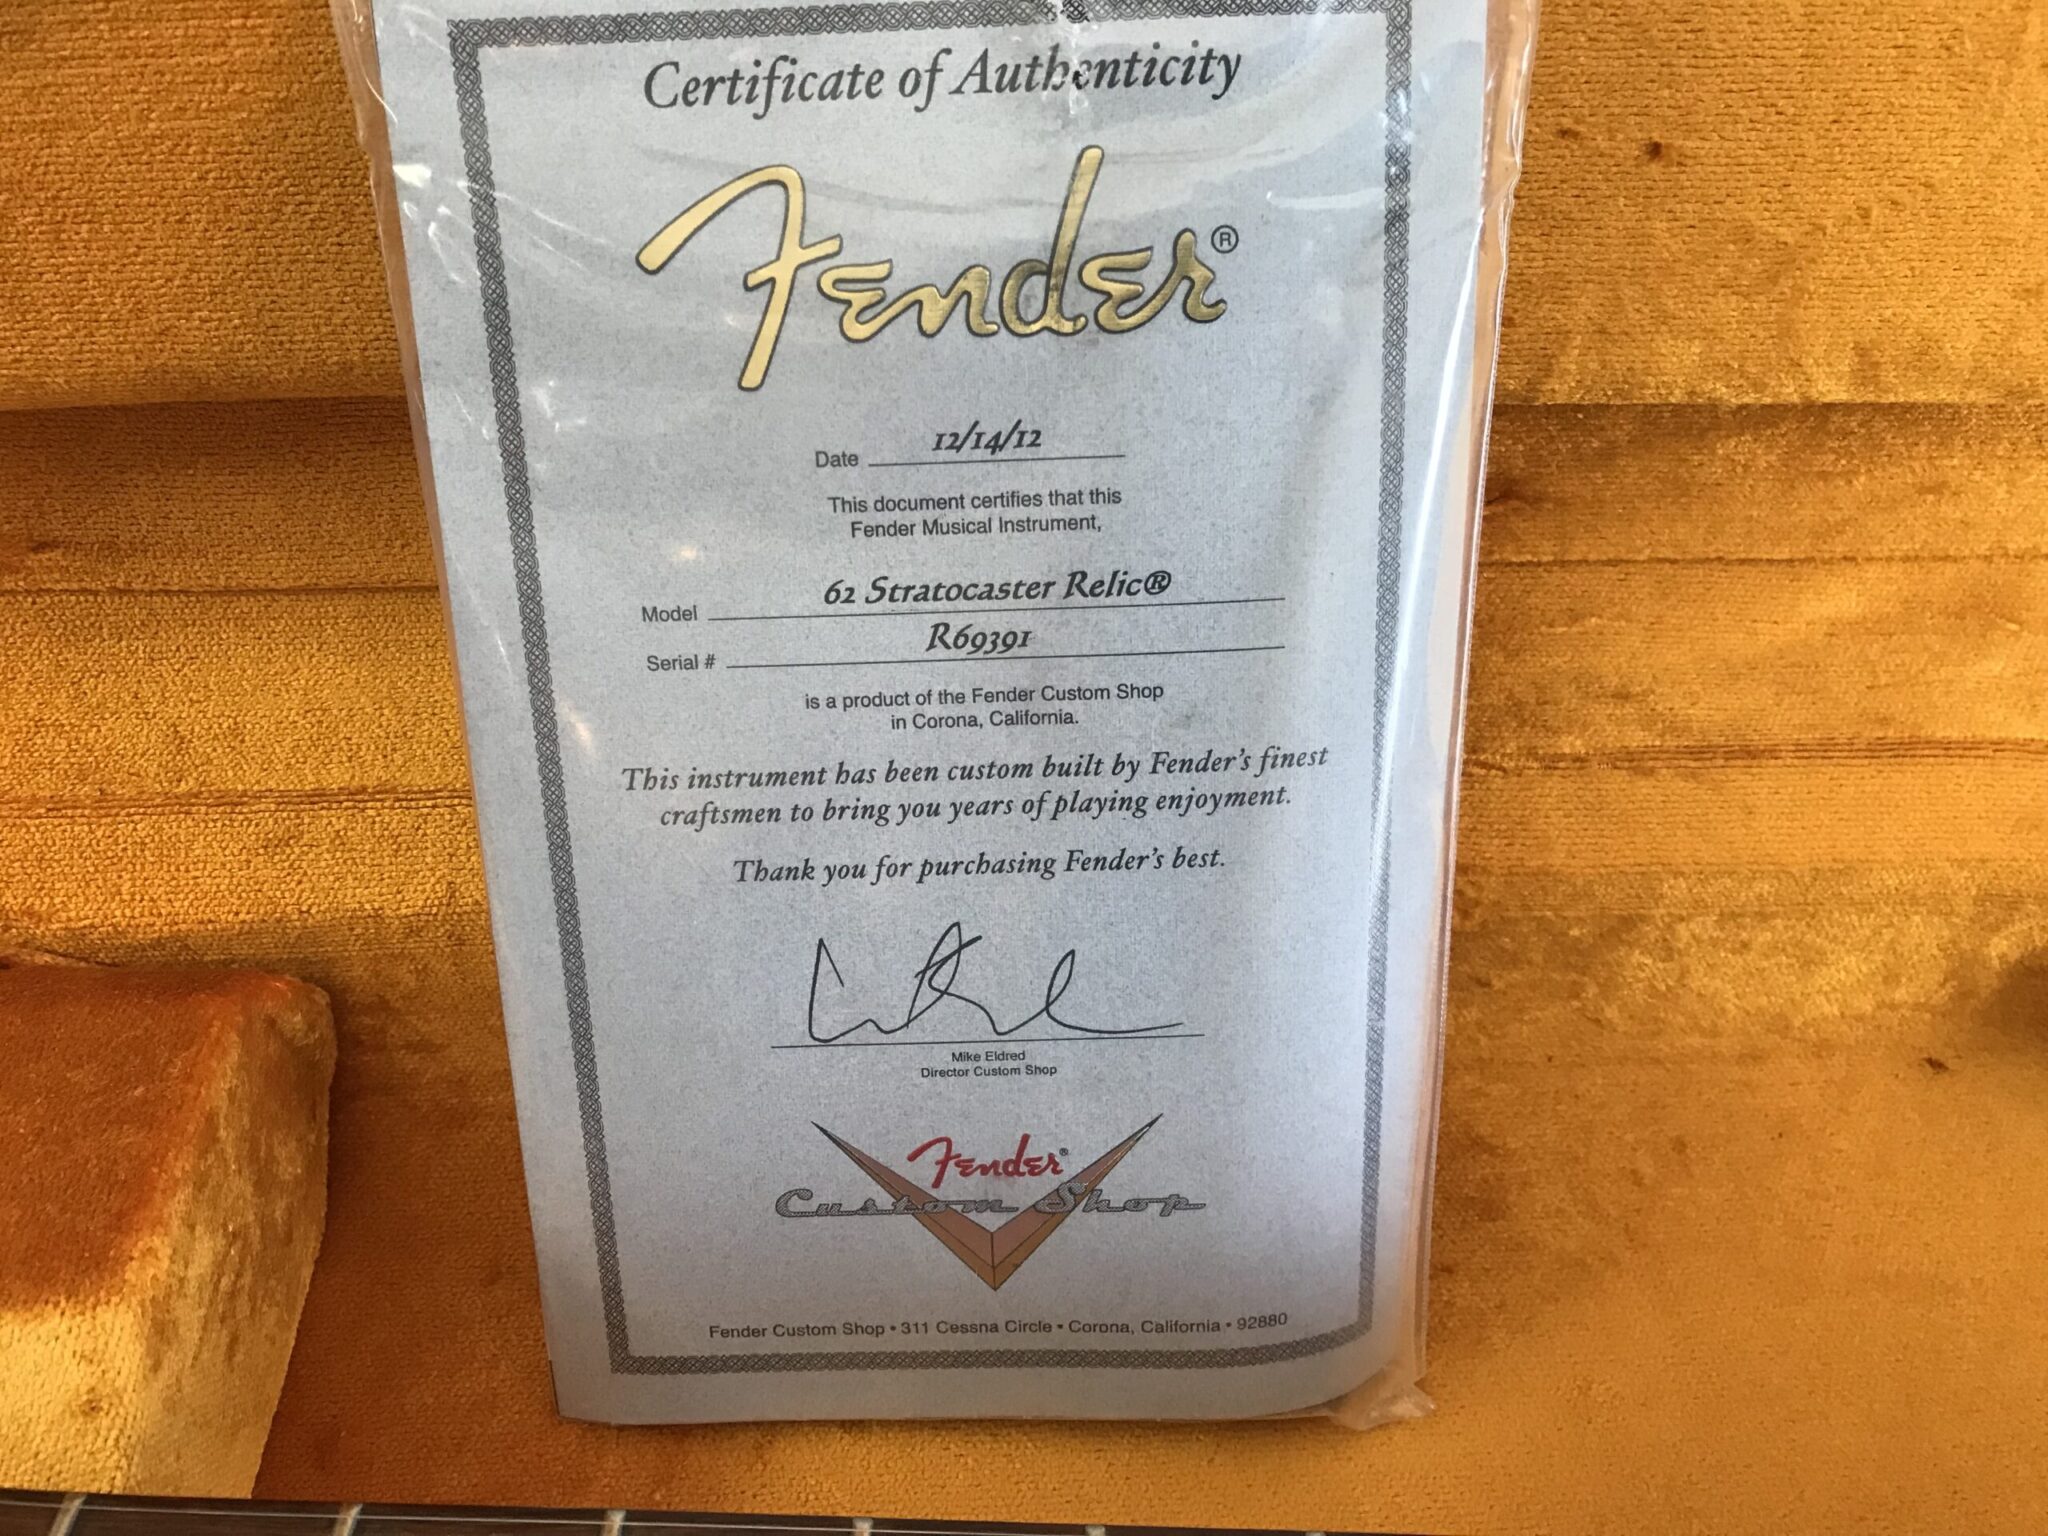 Certificate of Authenticity
Fender®
Date 12/14/12
This document certifies that this
Fender Musical Instrument,
Model 62 Stratocaster Relic®
Serial # R69391
is a product of the Fender Custom Shop
in Corona, California.
This instrument has been custom built by Fender's finest
craftsmen to bring you years of playing enjoyment.
Thank you for purchasing Fender's best.
Mike Eldred
Director Custom Shop
Fender®
Custom Shop
Fender Custom Shop • 311 Cessna Circle • Corona, California • 92880